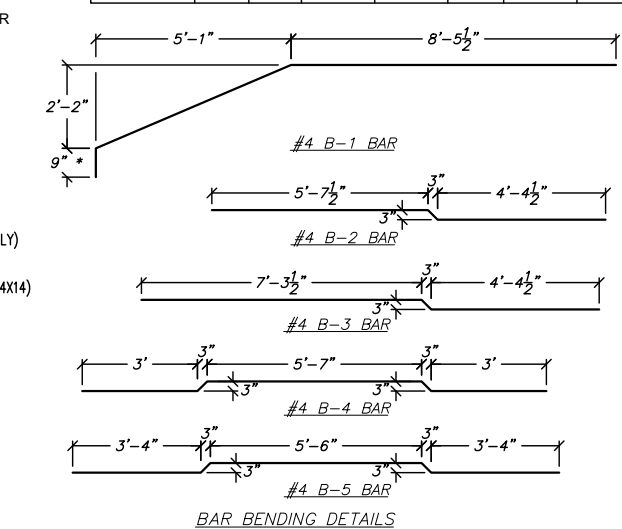 R
5'-1" 8'-5½"
2'-2"
9" *
#4 B-1 BAR
5'-7½" 3" 4'-4½"
3"
LY)
#4 B-2 BAR
7'-3½" 3" 4'-4½"
4X14)
3"
#4 B-3 BAR
3' 3" 5'-7" 3" 3'
3" 3"
#4 B-4 BAR
3'-4" 3" 5'-6" 3" 3'-4"
3" 3"
#4 B-5 BAR
BAR BENDING DETAILS